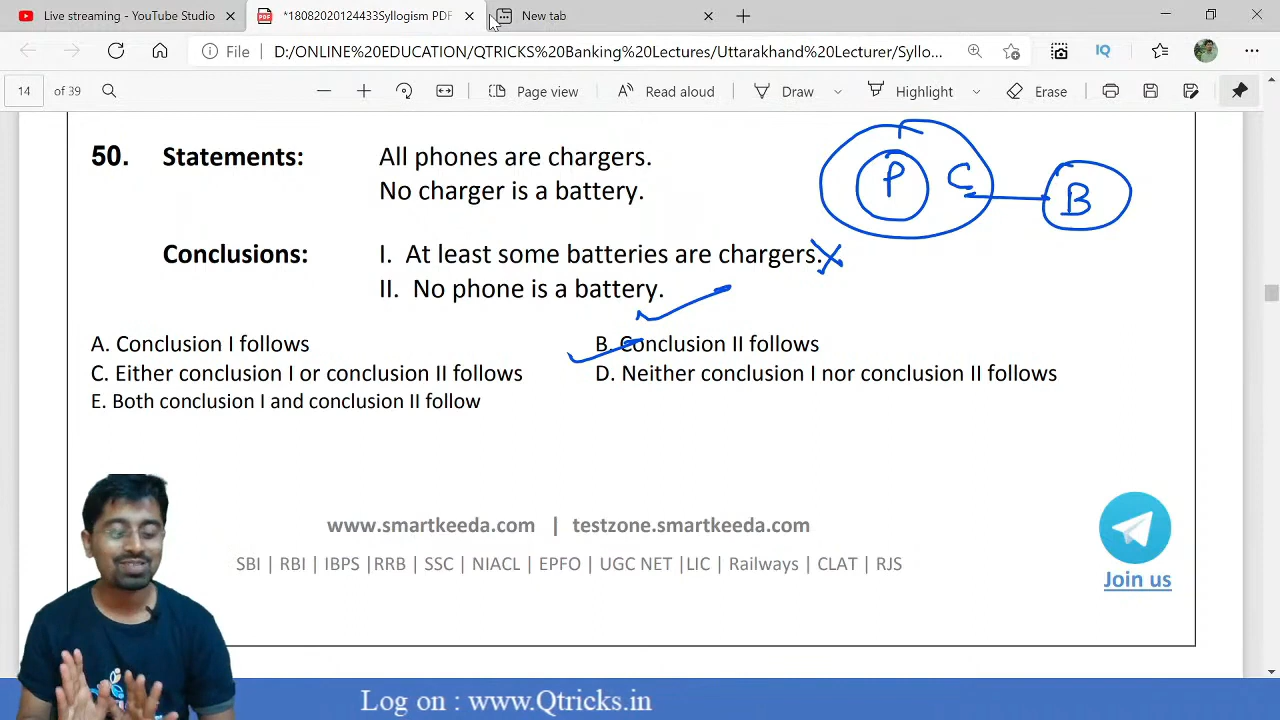 Live streaming - YouTube Studio
*18082020124433Syllogism PDF
New tab
File
D:/ONLINE%20EDUCATION/QTRICKS%20Banking%20Lectures/Uttarakhand%20Lecturer/Syllo...
IQ
14 of 39
Page view
Read aloud
Draw
Highlight
Erase
50. Statements: All phones are chargers.
No charger is a battery.
P C B
Conclusions: I. At least some batteries are chargers.
II. No phone is a battery.
A. Conclusion I follows B. Conclusion II follows
C. Either conclusion I or conclusion II follows D. Neither conclusion I nor conclusion II follows
E. Both conclusion I and conclusion II follow
www.smartkeeda.com | testzone.smartkeeda.com
SBI | RBI | IBPS |RRB | SSC | NIACL | EPFO | UGC NET |LIC | Railways | CLAT | RJS
Join us
Log on : www.Qtricks.in